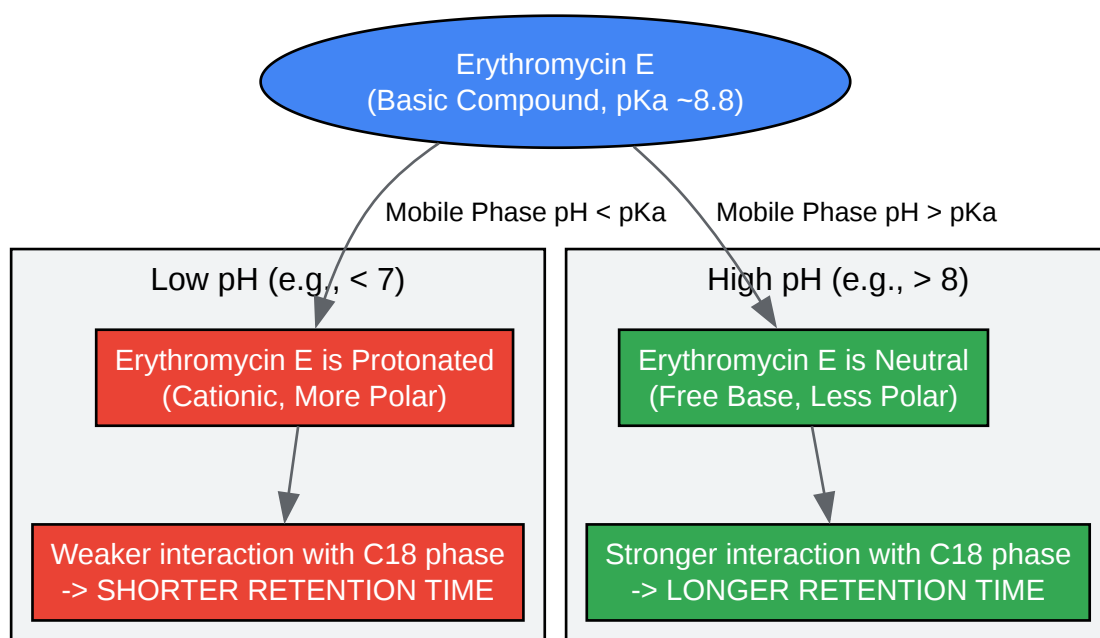 Erythromycin E
(Basic Compound, pKa ~8.8)
Mobile Phase pH < pKa
Mobile Phase pH > pKa
Low pH (e.g., < 7)
High pH (e.g., > 8)
Erythromycin E is Protonated
(Cationic, More Polar)
Erythromycin E is Neutral
(Free Base, Less Polar)
Weaker interaction with C18 phase
-> SHORTER RETENTION TIME
Stronger interaction with C18 phase
-> LONGER RETENTION TIME